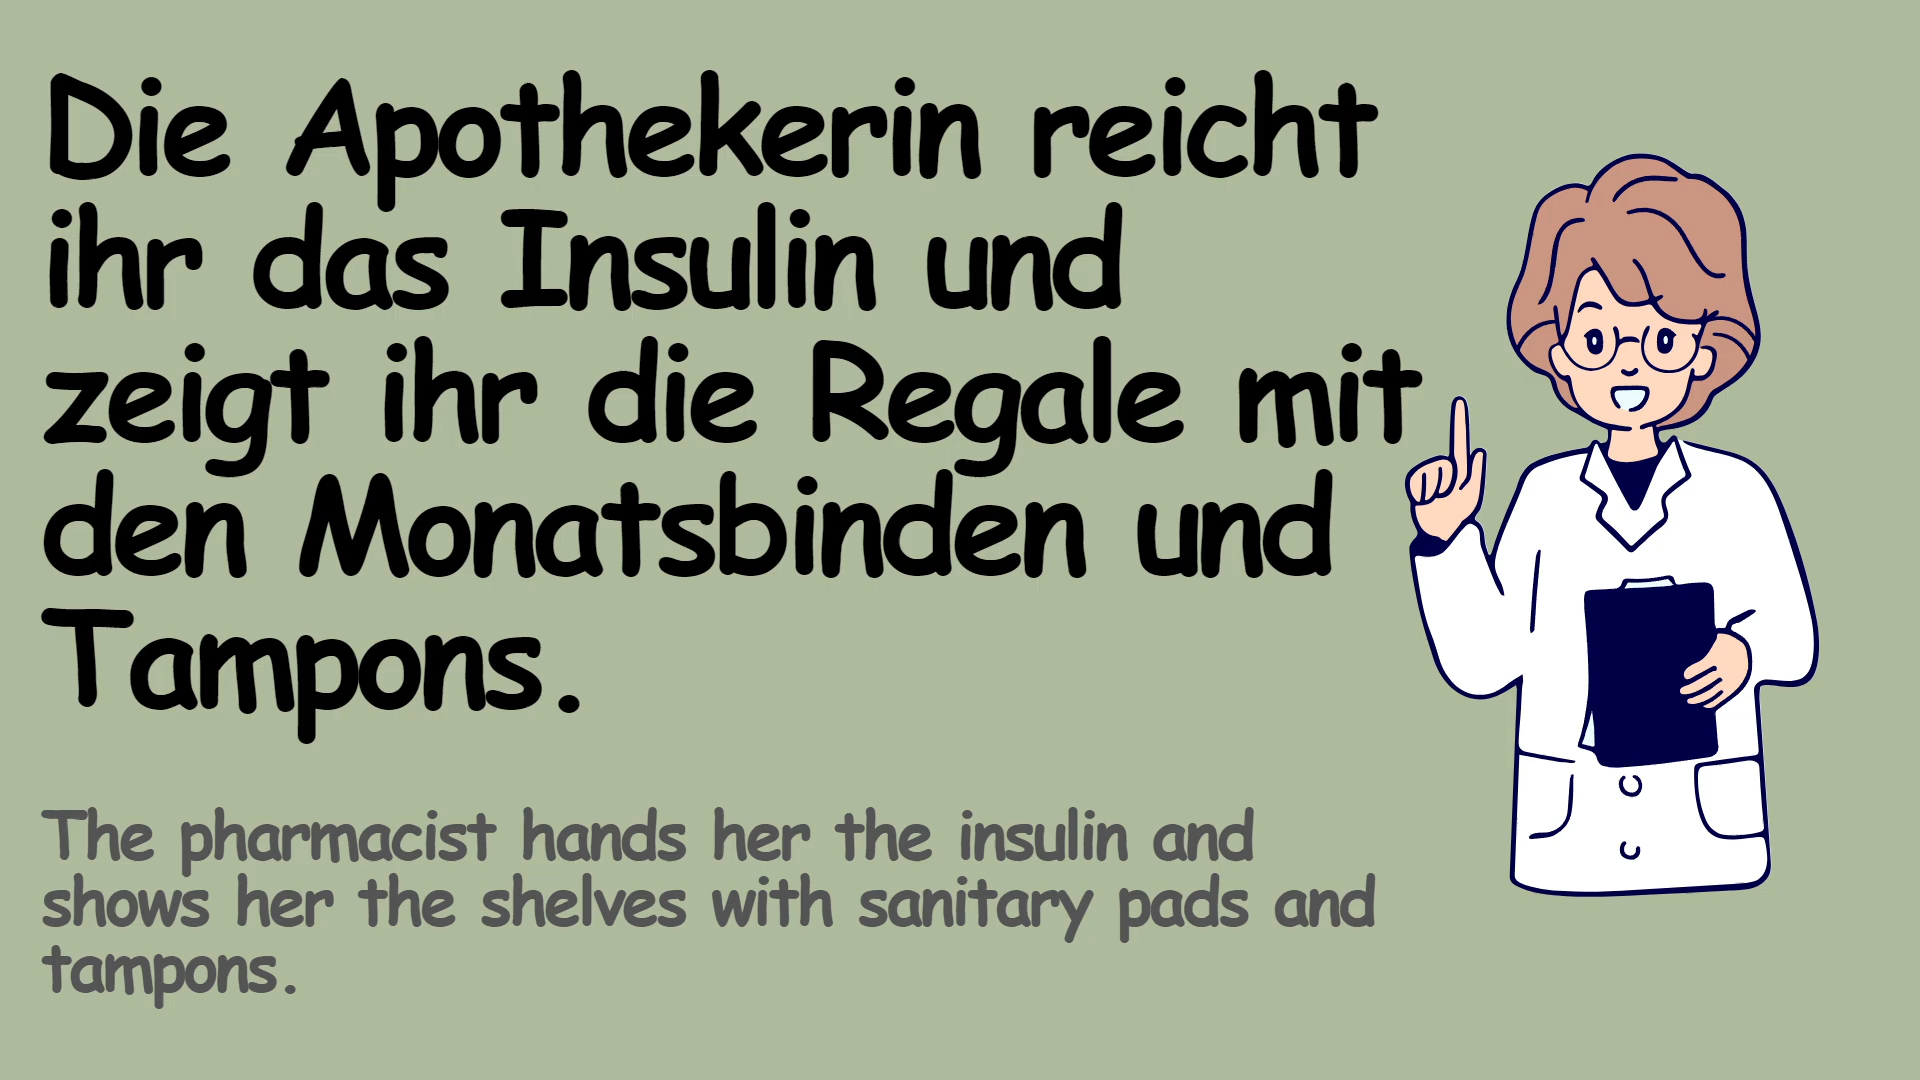 Die Apothekerin reicht
ihr das Insulin und
zeigt ihr die Regale mit
den Monatsbinden und
Tampons.
The pharmacist hands her the insulin and
shows her the shelves with sanitary pads and
tampons.